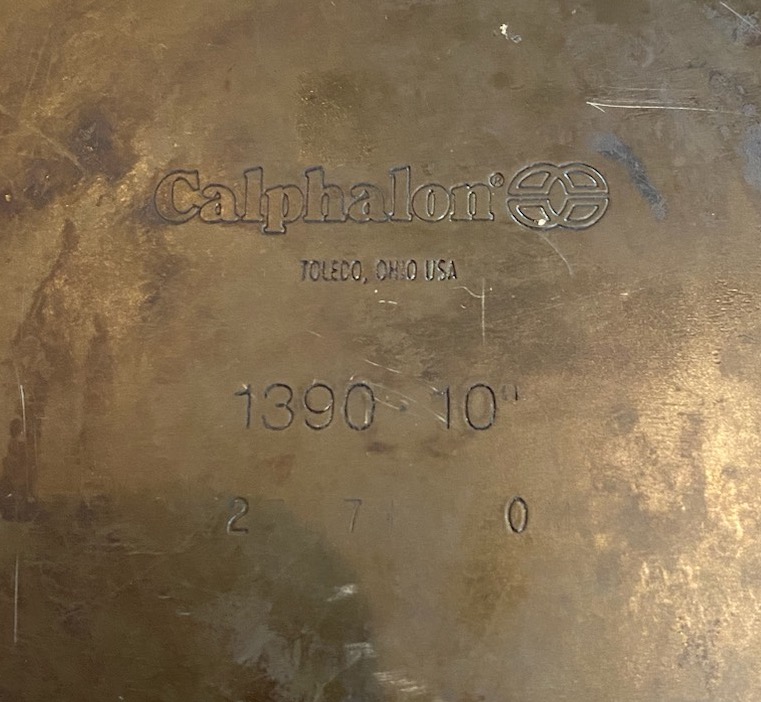 Calphalon®
TOLEDO, OHIO USA
1390 · 10"
2 7 0